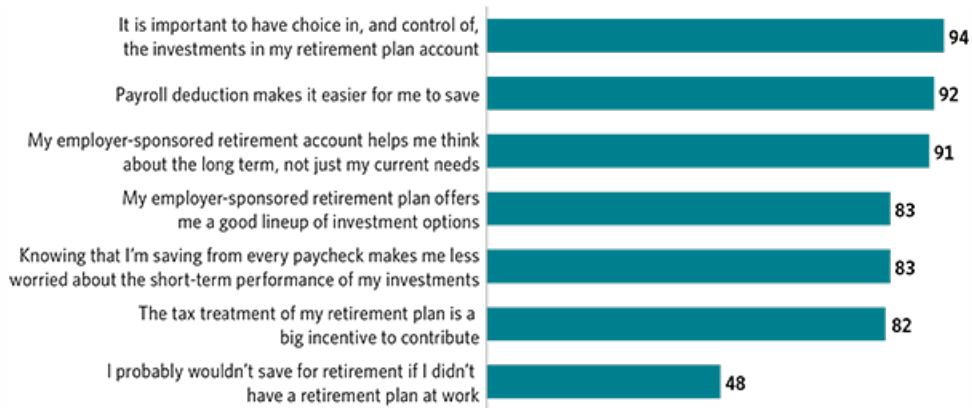 It is important to have choice in, and control of,
the investments in my retirement plan account
94
Payroll deduction makes it easier for me to save
92
My employer-sponsored retirement account helps me think
about the long term, not just my current needs
91
My employer-sponsored retirement plan offers
me a good lineup of investment options
83
Knowing that I’m saving from every paycheck makes me less
worried about the short-term performance of my investments
83
The tax treatment of my retirement plan is a
big incentive to contribute
82
I probably wouldn’t save for retirement if I didn’t
have a retirement plan at work
48